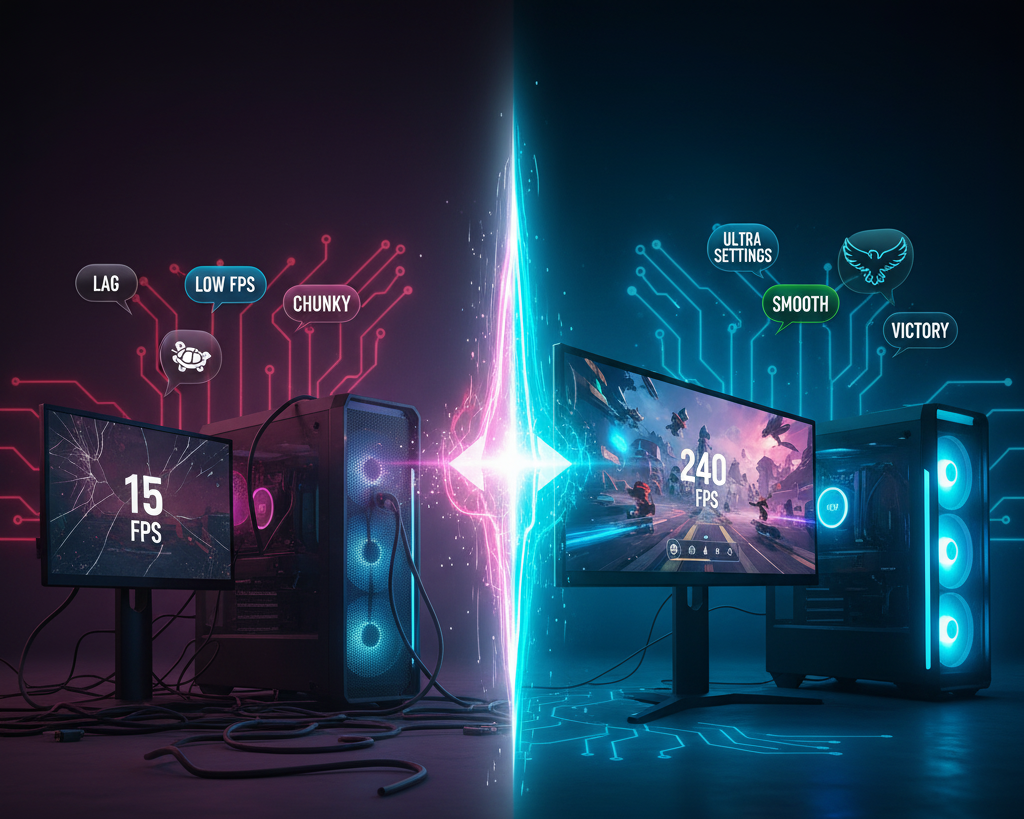 LAG
LOW FPS
CHUNKY
15
FPS
ULTRA
SETTINGS
SMOOTH
VICTORY
240
FPS